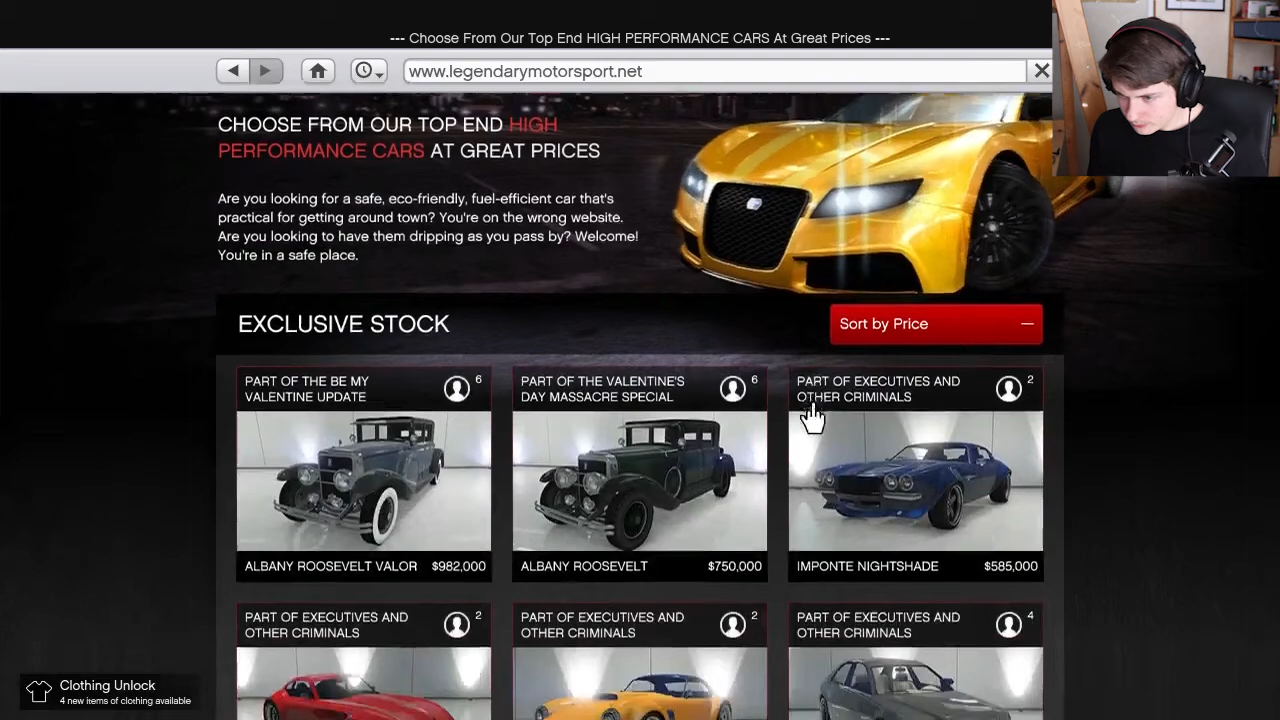 --- Choose From Our Top End HIGH PERFORMANCE CARS At Great Prices ---
www.legendarymotorsport.net
CHOOSE FROM OUR TOP END HIGH
PERFORMANCE CARS AT GREAT PRICES
Are you looking for a safe, eco-friendly, fuel-efficient car that's
practical for getting around town? You're on the wrong website.
Are you looking to have them dripping as you pass by? Welcome!
You're in a safe place.
EXCLUSIVE STOCK
Sort by Price
PART OF THE BE MY
VALENTINE UPDATE
6
PART OF THE VALENTINE'S
DAY MASSACRE SPECIAL
6
PART OF EXECUTIVES AND
OTHER CRIMINALS
2
ALBANY ROOSEVELT VALOR $982,000
ALBANY ROOSEVELT $750,000
IMPONTE NIGHTSHADE $585,000
PART OF EXECUTIVES AND
OTHER CRIMINALS
2
PART OF EXECUTIVES AND
OTHER CRIMINALS
2
PART OF EXECUTIVES AND
OTHER CRIMINALS
4
Clothing Unlock
4 new items of clothing available